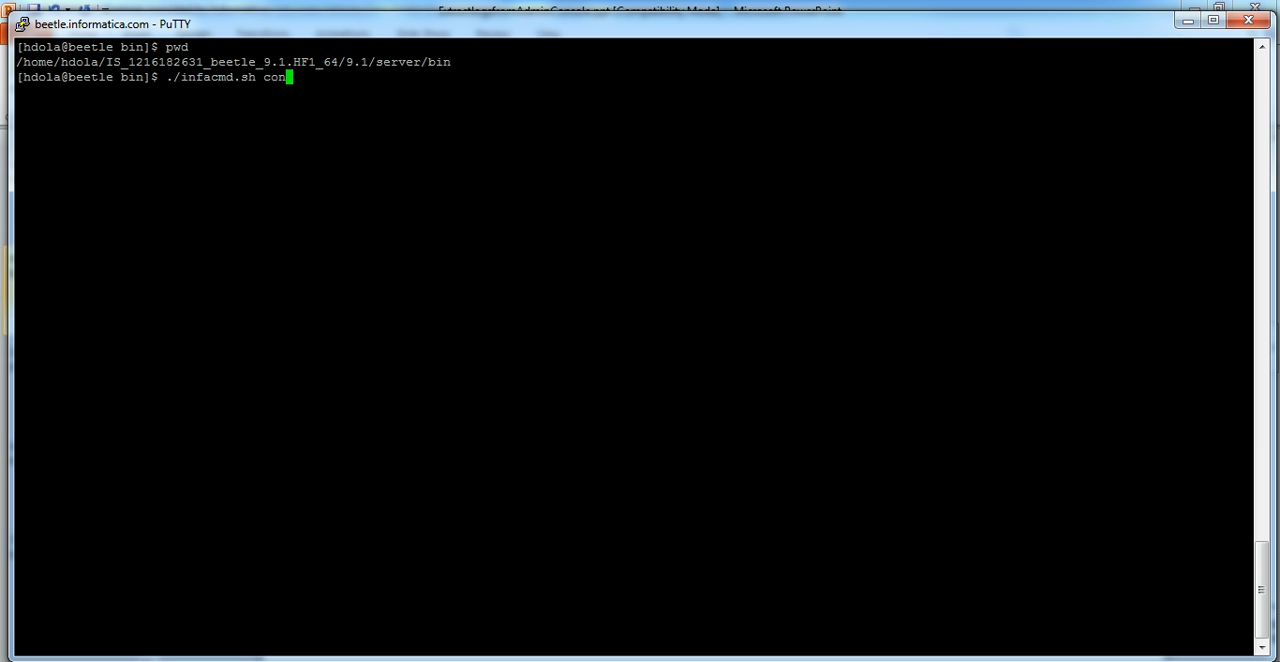 beetle.informatica.com - PuTTY
[hdola@beetle bin]$ pwd
/home/hdola/IS_1216182631_beetle_9.1.HF1_64/9.1/server/bin
[hdola@beetle bin]$ ./infacmd.sh con